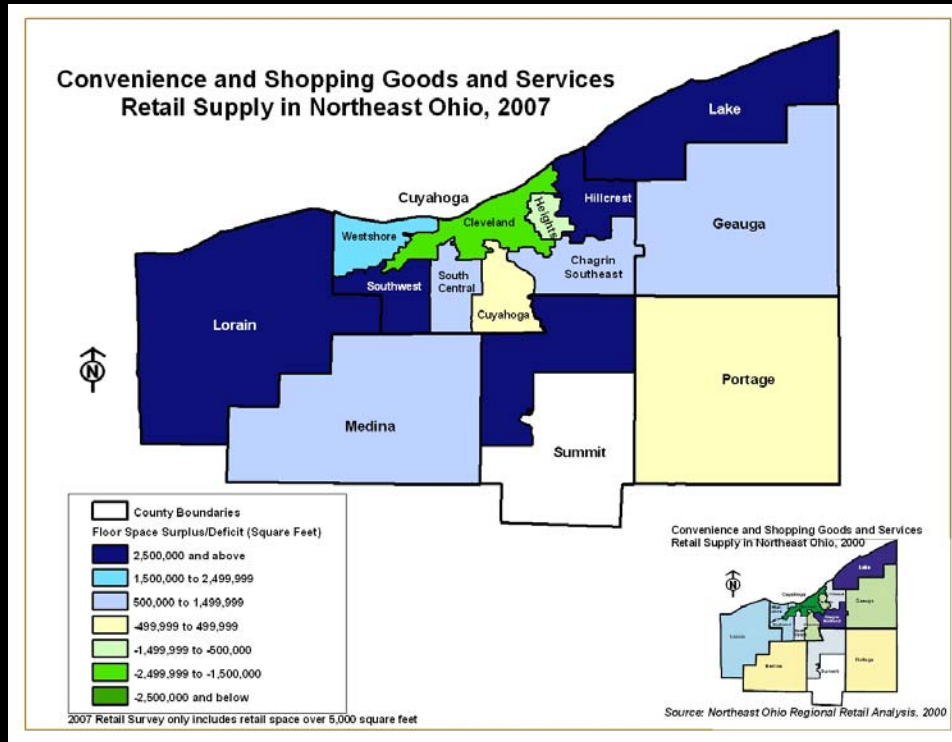 Convenience and Shopping Goods and Services
Retail Supply in Northeast Ohio, 2007
Lake
Cuyahoga
Hillcrest
Heights
Cleveland
Geauga
Westshore
Chagrin
Southeast
South
Central
Southwest
Cuyahoga
Lorain
N
Portage
Medina
Summit
County Boundaries
Floor Space Surplus/Deficit (Square Feet)
2,500,000 and above
1,500,000 to 2,499,999
500,000 to 1,499,999
-499,999 to 499,999
-1,499,999 to -500,000
-2,499,999 to -1,500,000
-2,500,000 and below
2007 Retail Survey only includes retail space over 5,000 square feet
Convenience and Shopping Goods and Services
Retail Supply in Northeast Ohio, 2000
Lake
N
Cuyahoga
Geauga
Lorain
Medina
Portage
Summit
Source: Northeast Ohio Regional Retail Analysis, 2000